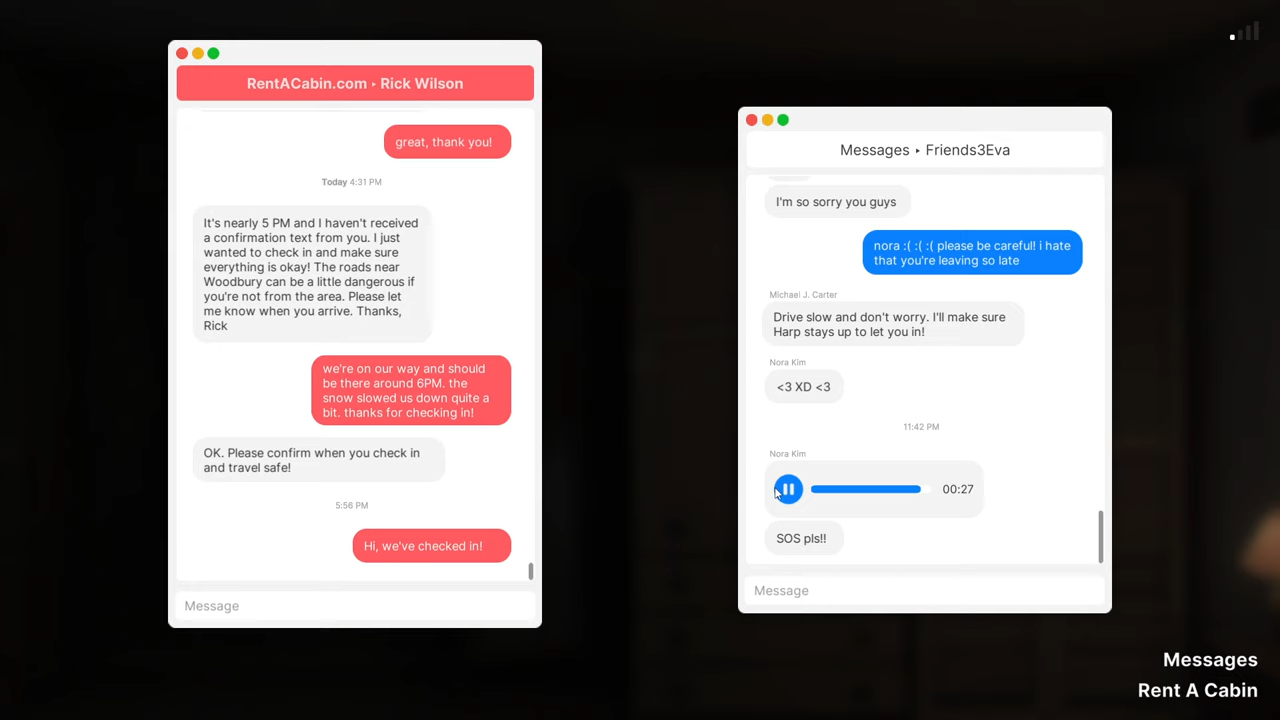 RentACabin.com ▸ Rick Wilson
great, thank you!
Today 4:31 PM
It's nearly 5 PM and I haven't received
a confirmation text from you. I just
wanted to check in and make sure
everything is okay! The roads near
Woodbury can be a little dangerous if
you're not from the area. Please let
me know when you arrive. Thanks,
Rick
we're on our way and should
be there around 6PM. the
snow slowed us down quite a
bit. thanks for checking in!
OK. Please confirm when you check in
and travel safe!
5:56 PM
Hi, we've checked in!
Message
Messages ▸ Friends3Eva
I'm so sorry you guys
nora :( :( :( please be careful! i hate
that you're leaving so late
Michael J. Carter
Drive slow and don't worry. I'll make sure
Harp stays up to let you in!
Nora Kim
<3 XD <3
11:42 PM
Nora Kim
00:27
SOS pls!!
Message
Messages
Rent A Cabin